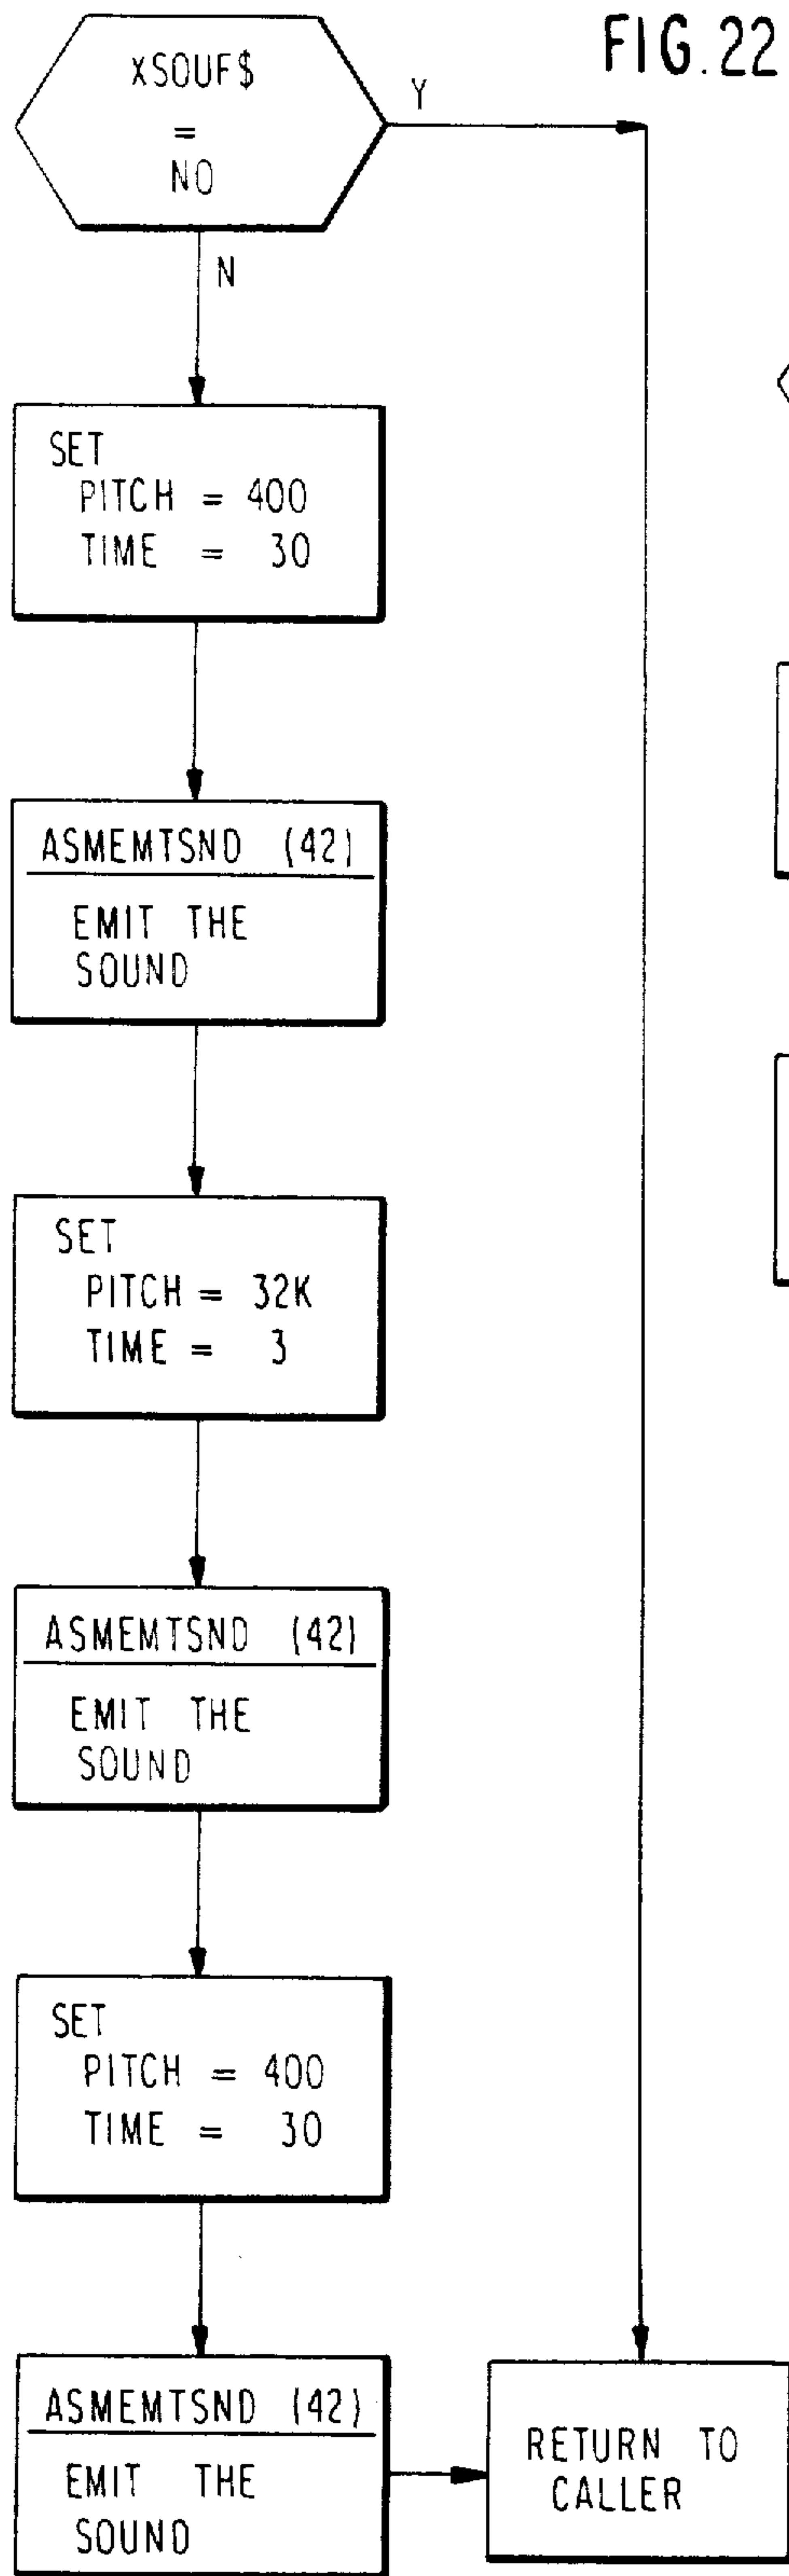 FIG.22
XSOUF$
=
NO
Y
N
SET
PITCH = 400
TIME = 30
ASMEMTSND (42)
EMIT THE
SOUND
SET
PITCH = 32K
TIME = 3
ASMEMTSND (42)
EMIT THE
SOUND
SET
PITCH = 400
TIME = 30
ASMEMTSND (42)
EMIT THE
SOUND
RETURN TO
CALLER